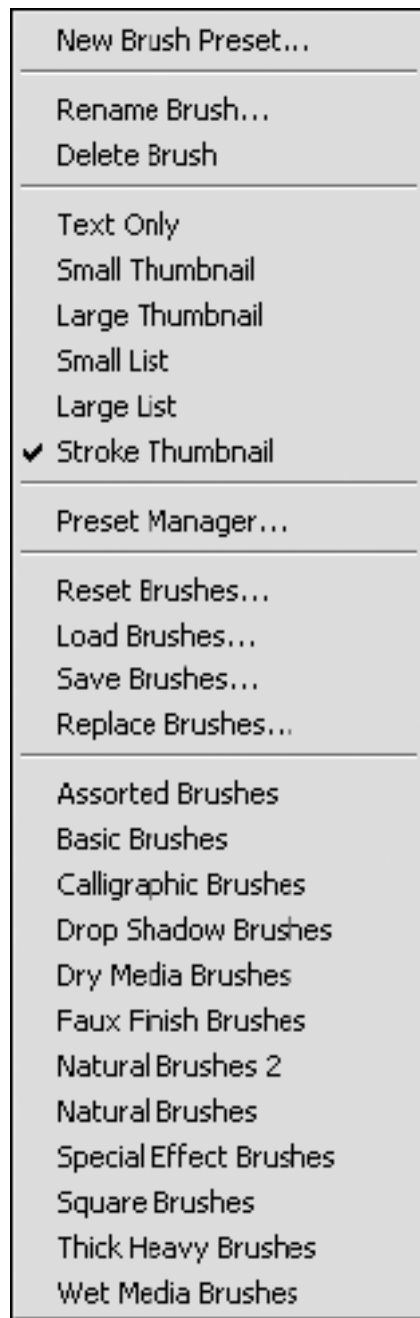 New Brush Preset...
Rename Brush...
Delete Brush
Text Only
Small Thumbnail
Large Thumbnail
Small List
Large List
Stroke Thumbnail
Preset Manager...
Reset Brushes...
Load Brushes...
Save Brushes...
Replace Brushes...
Assorted Brushes
Basic Brushes
Calligraphic Brushes
Drop Shadow Brushes
Dry Media Brushes
Faux Finish Brushes
Natural Brushes 2
Natural Brushes
Special Effect Brushes
Square Brushes
Thick Heavy Brushes
Wet Media Brushes